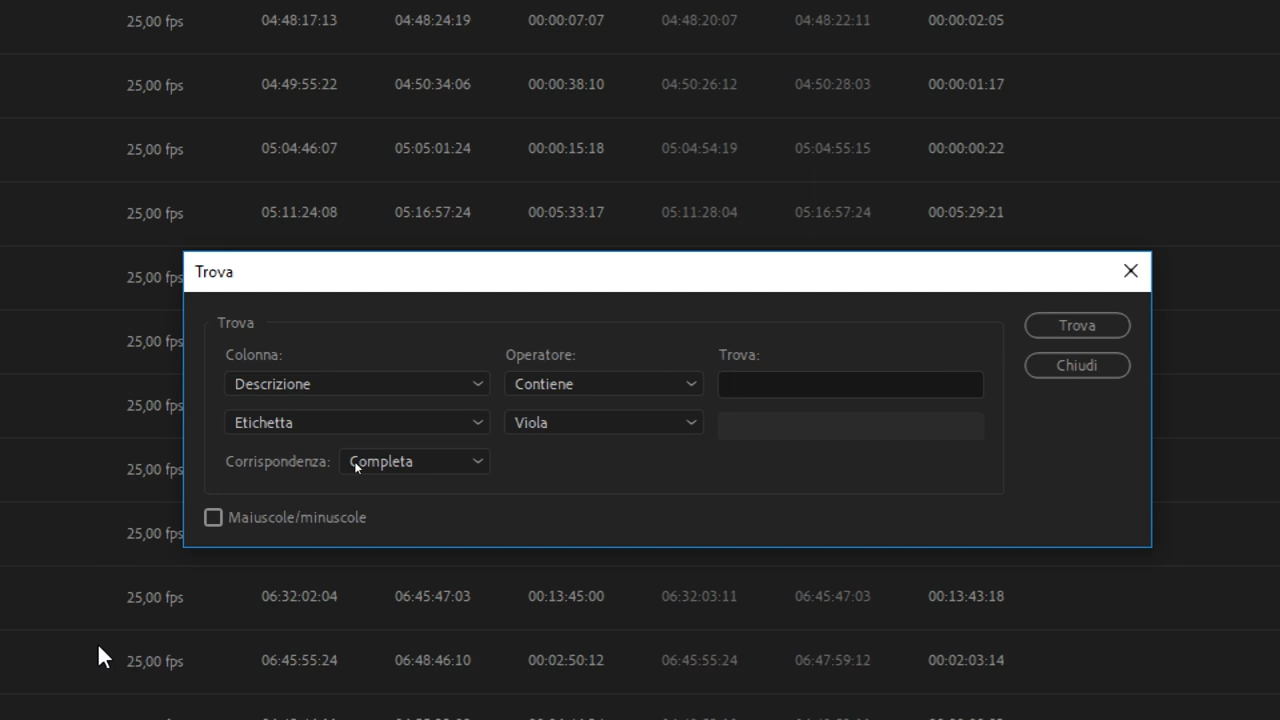 25,00 fps 04:48:17:13 04:48:24:19 00:00:07:07 04:48:20:07 04:48:22:11 00:00:02:05
25,00 fps 04:49:55:22 04:50:34:06 00:00:38:10 04:50:26:12 04:50:28:03 00:00:01:17
25,00 fps 05:04:46:07 05:05:01:24 00:00:15:18 05:04:54:19 05:04:55:15 00:00:00:22
25,00 fps 05:11:24:08 05:16:57:24 00:05:33:17 05:11:28:04 05:16:57:24 00:05:29:21
25,00 fps
Trova
25,00 fps
Trova
Trova
Colonna: Operatore: Trova:
Chiudi
Descrizione Contiene
25,00 fps
Etichetta Viola
Corrispondenza: Completa
25,00 fps
Maiuscole/minuscole
25,00 fps
25,00 fps 06:32:02:04 06:45:47:03 00:13:45:00 06:32:03:11 06:45:47:03 00:13:43:18
25,00 fps 06:45:55:24 06:48:46:10 00:02:50:12 06:45:55:24 06:47:59:12 00:02:03:14